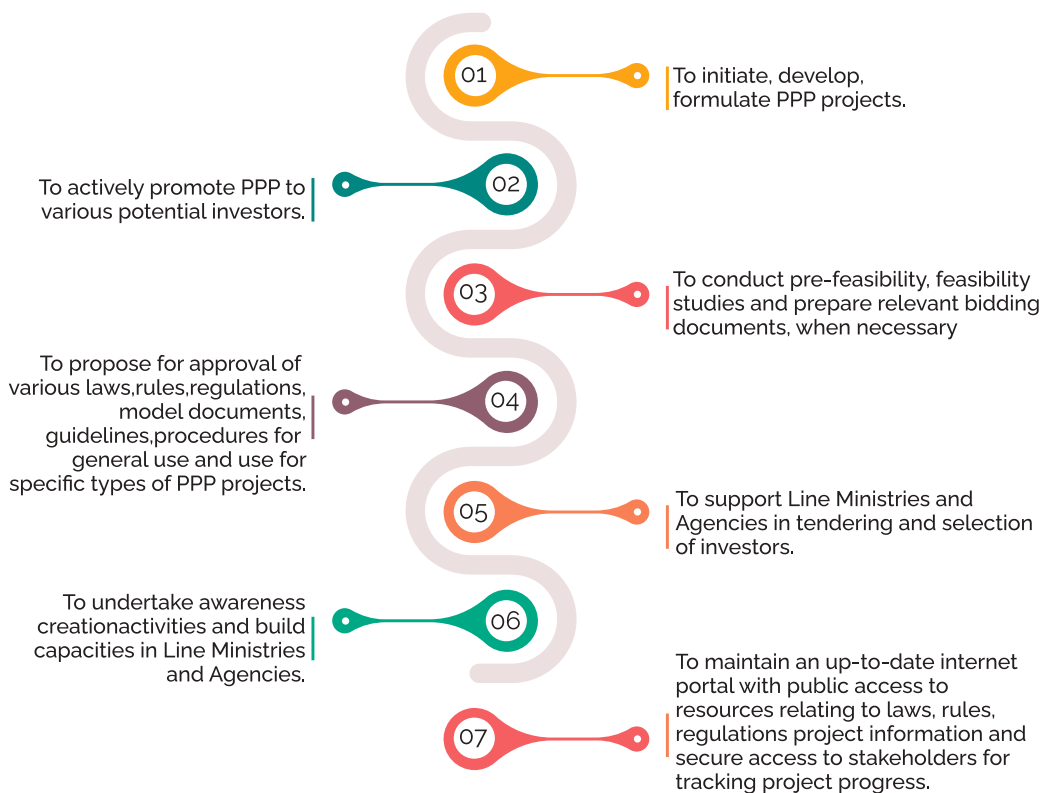 01
To initiate, develop,
formulate PPP projects.
02
To actively promote PPP to
various potential investors.
03
To conduct pre-feasibility, feasibility
studies and prepare relevant bidding
documents, when necessary
04
To propose for approval of
various laws,rules,regulations,
model documents,
guidelines,procedures for
general use and use for
specific types of PPP projects.
05
To support Line Ministries and
Agencies in tendering and selection
of investors.
06
To undertake awareness
creationactivities and build
capacities in Line Ministries
and Agencies.
07
To maintain an up-to-date internet
portal with public access to
resources relating to laws, rules,
regulations project information and
secure access to stakeholders for
tracking project progress.